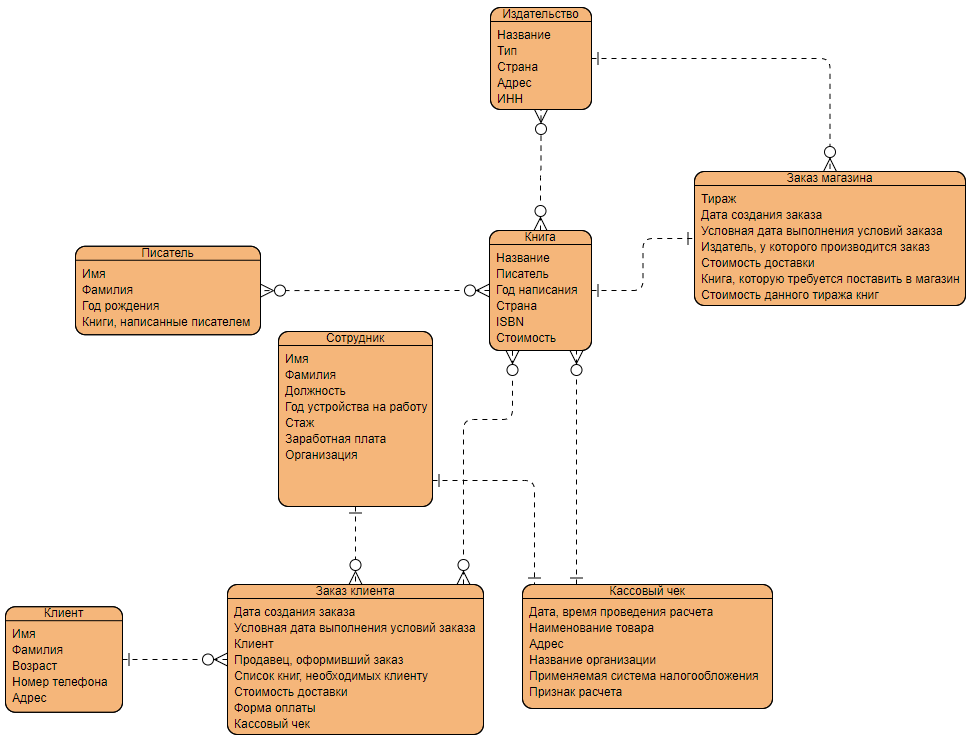 Издательство
Название
Тип
Страна
Адрес
ИНН
Заказ магазина
Тираж
Дата создания заказа
Условная дата выполнения условий заказа
Издатель, у которого производится заказ
Стоимость доставки
Книга, которую требуется поставить в магазин
Стоимость данного тиража книг
Книга
Название
Писатель
Год написания
Страна
ISBN
Стоимость
Писатель
Имя
Фамилия
Год рождения
Книги, написанные писателем
Сотрудник
Имя
Фамилия
Должность
Год устройства на работу
Стаж
Заработная плата
Организация
Клиент
Имя
Фамилия
Возраст
Номер телефона
Адрес
Заказ клиента
Дата создания заказа
Условная дата выполнения условий заказа
Клиент
Продавец, оформивший заказ
Список книг, необходимых клиенту
Стоимость доставки
Форма оплаты
Кассовый чек
Кассовый чек
Дата, время проведения расчета
Наименование товара
Адрес
Название организации
Применяемая система налогообложения
Признак расчета